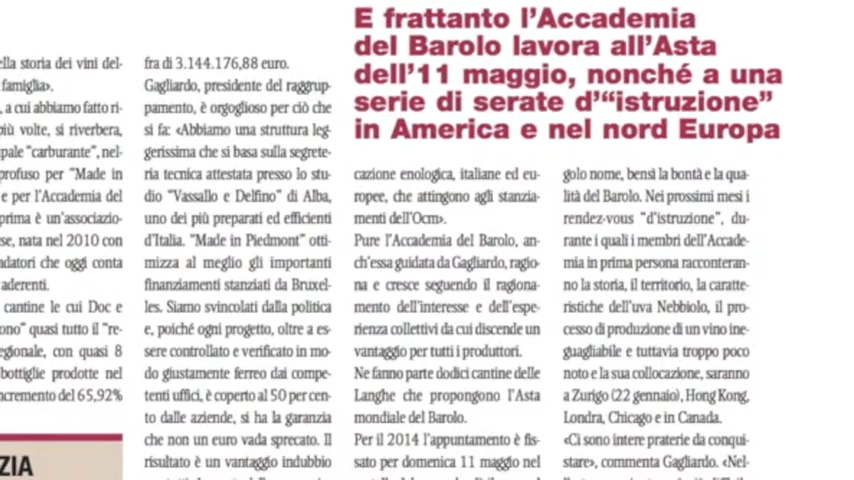 E frattanto l'Accademia
del Barolo lavora all'Asta
dell'11 maggio, nonché a una
serie di serate d'“istruzione”
in America e nel nord Europa
ella storia dei vini del-
famiglia».
, a cui abbiamo fatto ri-
più volte, si riverbera,
ipale “carburante”, nel-
profuso per “Made in
e per l'Accademia del
prima è un'associazio-
se, nata nel 2010 con
ndatori che oggi conta
aderenti.
cantine le cui Doc e
ono” quasi tutto il “re-
egionale, con quasi 8
bottiglie prodotte nel
ncremento del 65,92%
ZIA
fra di 3.144.176,88 euro.
Gagliardo, presidente del raggrup-
pamento, è orgoglioso per ciò che
si fa: «Abbiamo una struttura leg-
gerissima che si basa sulla segrete-
ria tecnica attestata presso lo stu-
dio “Vassallo e Delfino” di Alba,
uno dei più preparati ed efficienti
d'Italia. “Made in Piedmont” otti-
mizza al meglio gli importanti
finanziamenti stanziati da Bruxel-
les. Siamo svincolati dalla politica
e, poiché ogni progetto, oltre a es-
sere controllato e verificato in mo-
do giustamente ferreo dai compe-
tenti uffici, è coperto al 50 per cen-
to dalle aziende, si ha la garanzia
che non un euro vada sprecato. Il
risultato è un vantaggio indubbio
cazione enologica, italiane ed eu-
ropee, che attingono agli stanzia-
menti dell'Ocm».
Pure l'Accademia del Barolo, an-
ch'essa guidata da Gagliardo, ragio-
na e cresce seguendo il ragiona-
mento dell'interesse e dell'espe-
rienza collettivi da cui discende un
vantaggio per tutti i produttori.
Ne fanno parte dodici cantine delle
Langhe che propongono l'Asta
mondiale del Barolo.
Per il 2014 l'appuntamento è fis-
sato per domenica 11 maggio nel
golo nome, bensì la bontà e la qua-
lità del Barolo. Nei prossimi mesi i
rendez-vous “d'istruzione”, du-
rante i quali i membri dell'Accade-
mia in prima persona racconteran-
no la storia, il territorio, la caratte-
ristiche dell'uva Nebbiolo, il pro-
cesso di produzione di un vino ine-
guagliabile e tuttavia troppo poco
noto e la sua collocazione, saranno
a Zurigo (22 gennaio), Hong Kong,
Londra, Chicago e in Canada.
«Ci sono intere praterie da conqui-
stare», commenta Gagliardo. «Nel-